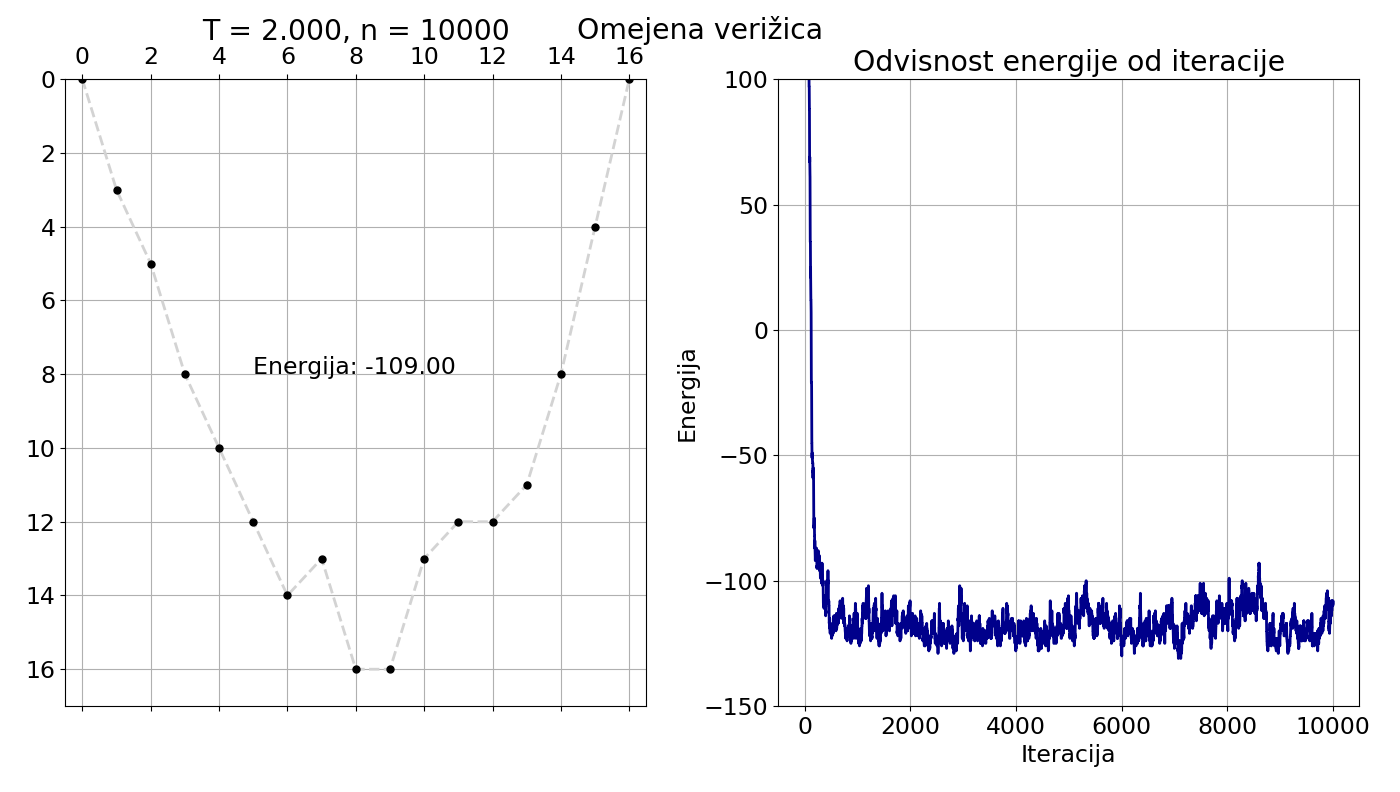 Omejena verižica
T = 2.000, n = 10000
0 2 4 6 8 10 12 14 16
0
2
4
6
8
10
12
14
16
Energija: -109.00
Odvisnost energije od iteracije
100
50
0
−50
−100
−150
Energija
0 2000 4000 6000 8000 10000
Iteracija